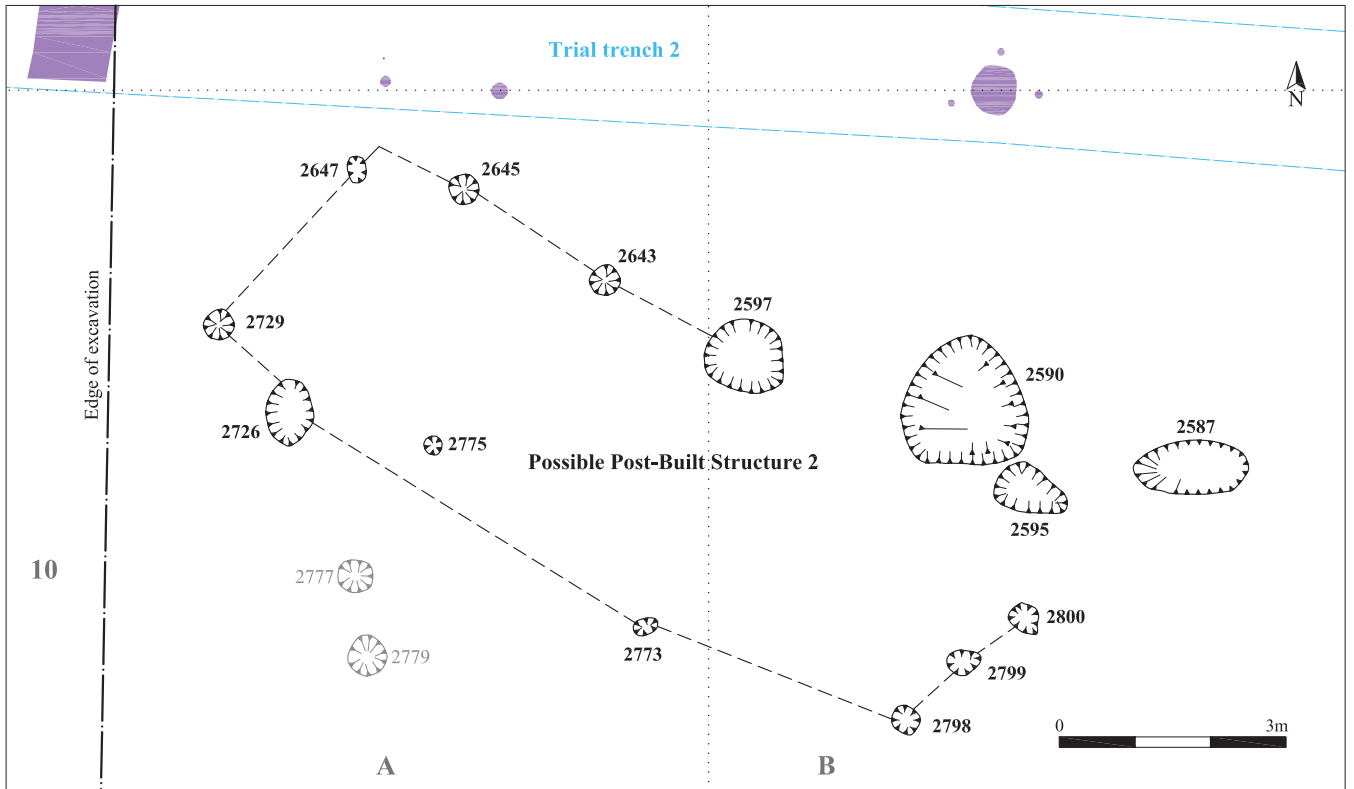 Trial trench 2
N
2647
2645
2643
2597
2729
Edge of excavation
2590
2726
2775
2587
Possible Post-Built Structure 2
2595
10
2777
2800
2779
2773
2799
2798
0
3m
A
B